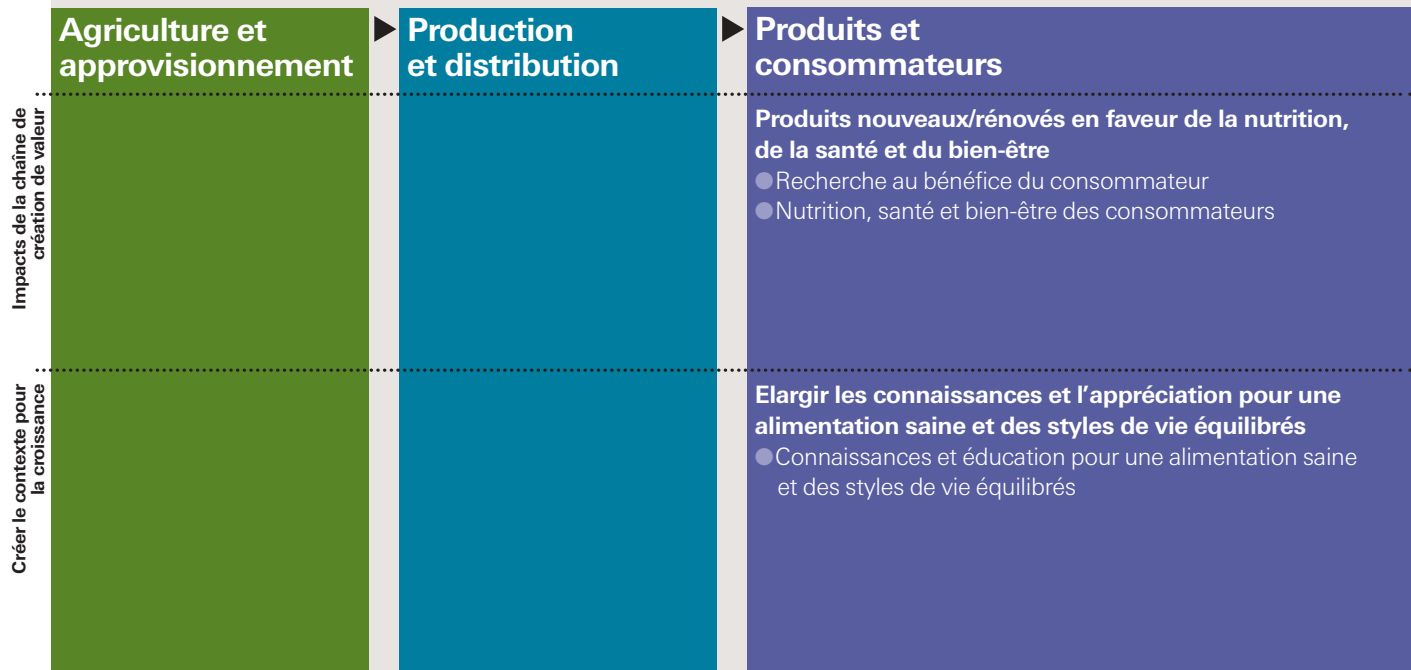 Agriculture et
approvisionnement
Production
et distribution
Produits et
consommateurs
Impacts de la chaîne de
création de valeur
Produits nouveaux/rénovés en faveur de la nutrition,
de la santé et du bien-être
Recherche au bénéfice du consommateur
Nutrition, santé et bien-être des consommateurs
Créer le contexte pour
la croissance
Elargir les connaissances et l’appréciation pour une
alimentation saine et des styles de vie équilibrés
Connaissances et éducation pour une alimentation saine
et des styles de vie équilibrés